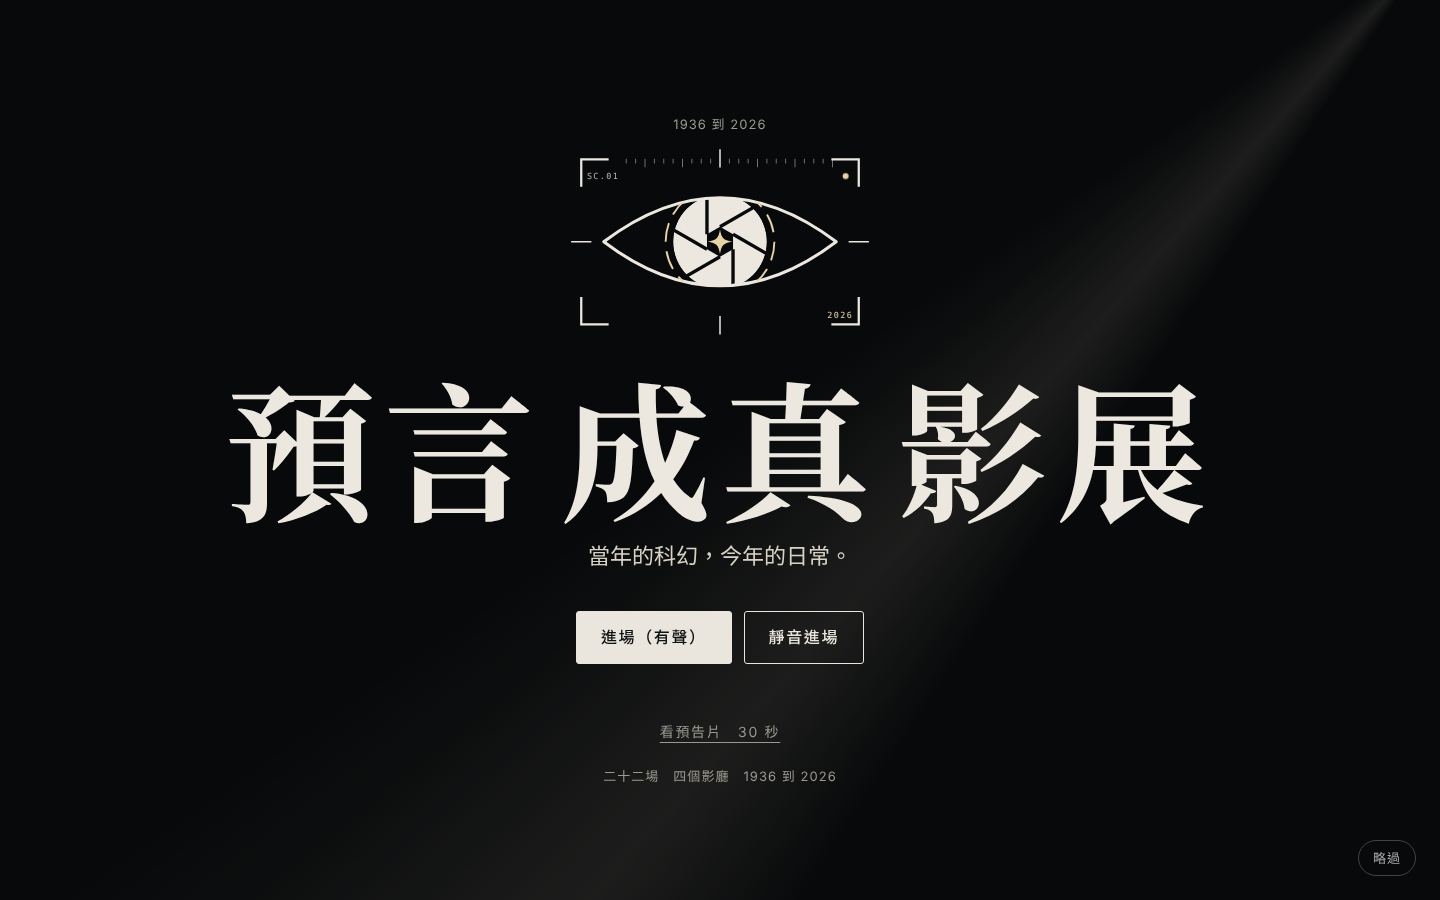 1936 到 2026
SC.01
2026
預言成真影展
當年的科幻，今年的日常。
進場（有聲）
靜音進場
看預告片　30 秒
二十二場　四個影廳　1936 到 2026
略過